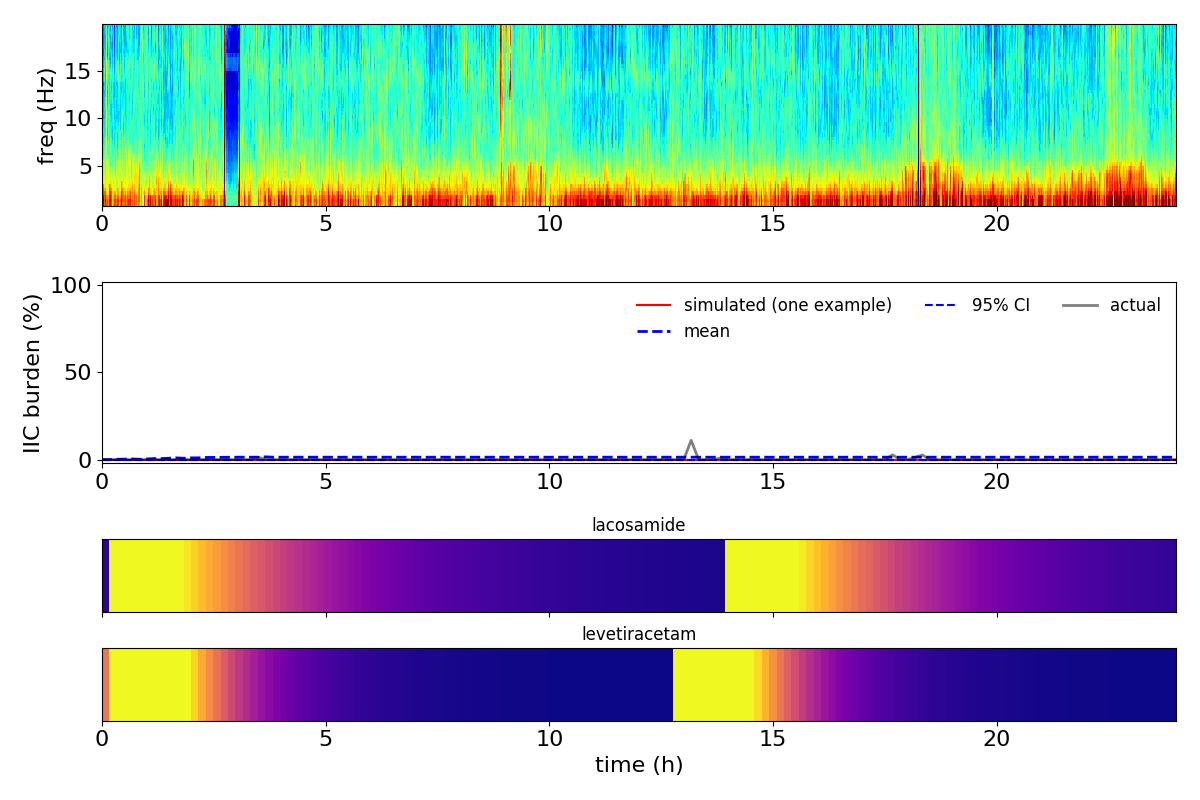 freq (Hz)
15
10
5
0 5 10 15 20
IIC burden (%)
100
50
0
simulated (one example) 95% CI actual
mean
0 5 10 15 20
lacosamide
levetiracetam
0 5 10 15 20
time (h)